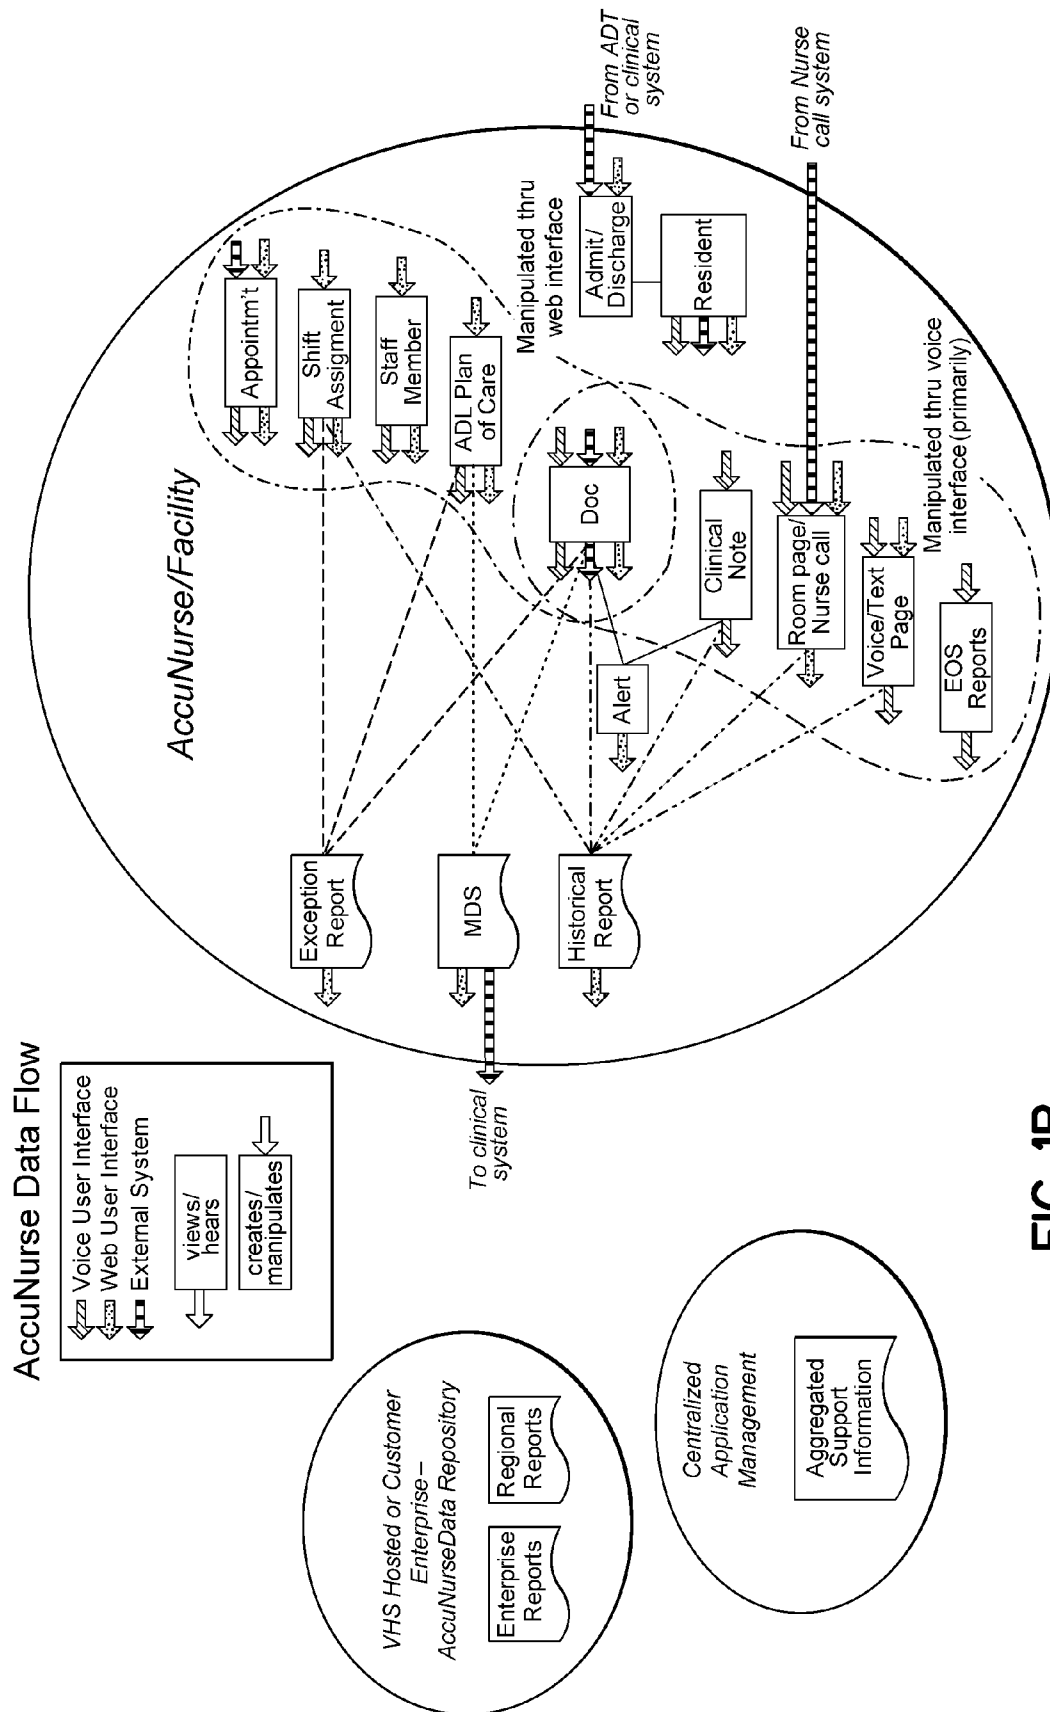 AccuNurse Data Flow
Voice User Interface
Web User Interface
External System
views/
hears
creates/
manipulates
VHS Hosted or Customer
Enterprise–
AccuNurseData Repository
Enterprise
Reports
Regional
Reports
Centralized
Application
Management
Aggregated
Support
Information
AccuNurse/Facility
To clinical
system
Exception
Report
MDS
Historical
Report
Appointm't
Shift
Assigment
Staff
Member
ADL Plan
of Care
Manipulated thru
web interface
Doc
Alert
Clinical
Note
Room page/
Nurse call
Voice/Text
Page
EOS
Reports
Manipulated thru voice
interface (primarily)
Admit/
Discharge
Resident
From ADT
or clinical
system
From Nurse
call system